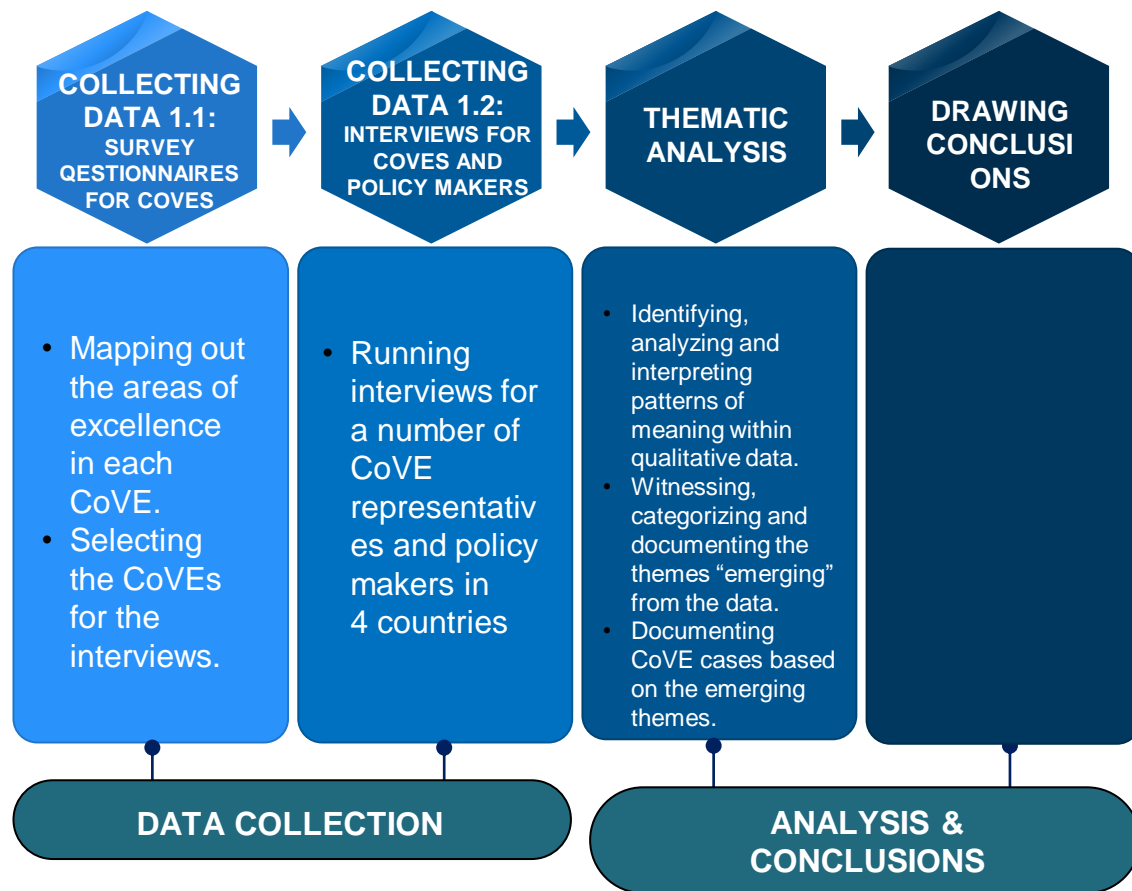 COLLECTING
DATA 1.1:
SURVEY
QESTIONNAIRES
FOR COVES
COLLECTING
DATA 1.2:
INTERVIEWS FOR
COVES AND
POLICY MAKERS
THEMATIC
ANALYSIS
DRAWING
CONCLUSI
ONS
• Mapping out
the areas of
excellence
in each
CoVE.
• Selecting
the CoVEs
for the
interviews.
• Running
interviews for
a number of
CoVE
representativ
es and policy
makers in
4 countries
• Identifying,
analyzing and
interpreting
patterns of
meaning within
qualitative data.
• Witnessing,
categorizing and
documenting the
themes “emerging”
from the data.
• Documenting
CoVE cases based
on the emerging
themes.
DATA COLLECTION
ANALYSIS &
CONCLUSIONS